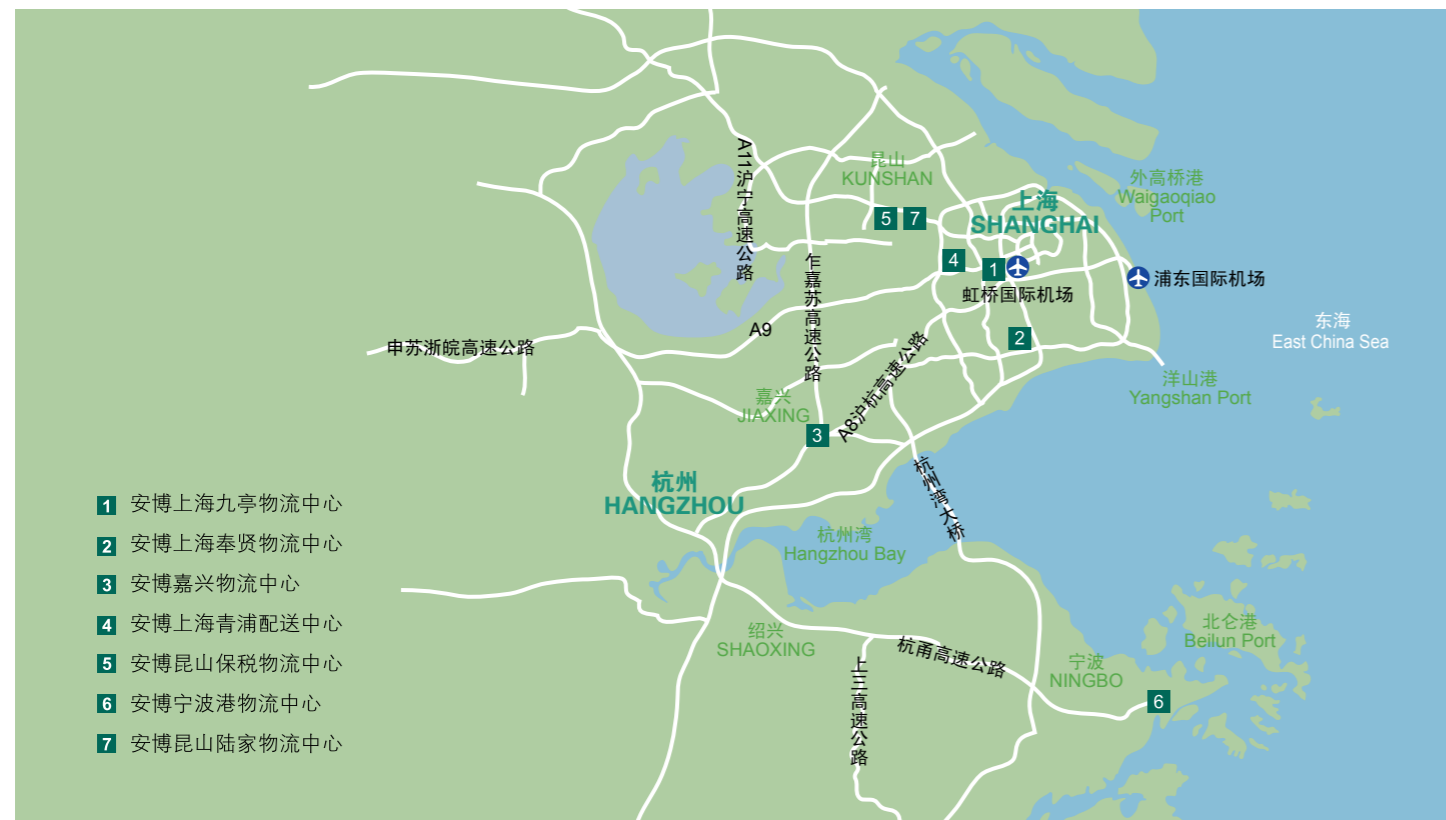 昆山
KUNSHAN
外高桥港
Waigaoqiao
Port
上海
SHANGHAI
A11沪宁高速公路
5
7
4
1
虹桥国际机场
浦东国际机场
乍嘉苏高速公路
A9
申苏浙皖高速公路
2
东海
East China Sea
洋山港
Yangshan Port
A8沪杭高速公路
嘉兴
JIAXING
3
杭州
HANGZHOU
杭州湾大桥
杭州湾
Hangzhou Bay
绍兴
SHAOXING
上三高速公路
杭甬高速公路
宁波
NINGBO
北仑港
Beilun Port
6
1 安博上海九亭物流中心
2 安博上海奉贤物流中心
3 安博嘉兴物流中心
4 安博上海青浦配送中心
5 安博昆山保税物流中心
6 安博宁波港物流中心
7 安博昆山陆家物流中心